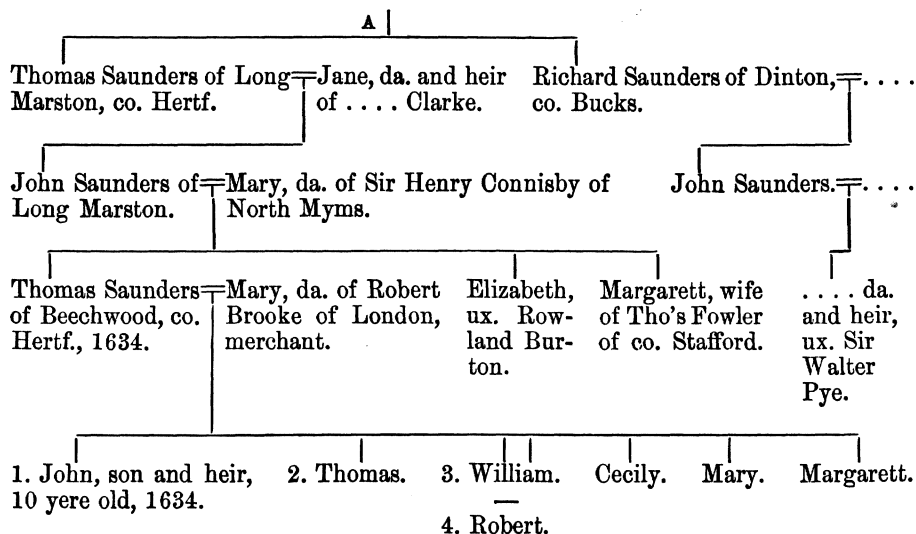 A
Thomas Saunders of Long
Marston, co. Hertf.
Jane, da. and heir
of .... Clarke.
Richard Saunders of Dinton,
co. Bucks.
....
John Saunders of
Long Marston.
Mary, da. of Sir Henry Connisby of
North Myms.
John Saunders.
....
Thomas Saunders
of Beechwood, co.
Hertf., 1634.
Mary, da. of Robert
Brooke of London,
merchant.
Elizabeth,
ux. Row-
land Bur-
ton.
Margarett, wife
of Tho's Fowler
of co. Stafford.
.... da.
and heir,
ux. Sir
Walter
Pye.
1. John, son and heir,
10 yere old, 1634.
2. Thomas.
3. William.
4. Robert.
Cecily.
Mary.
Margarett.